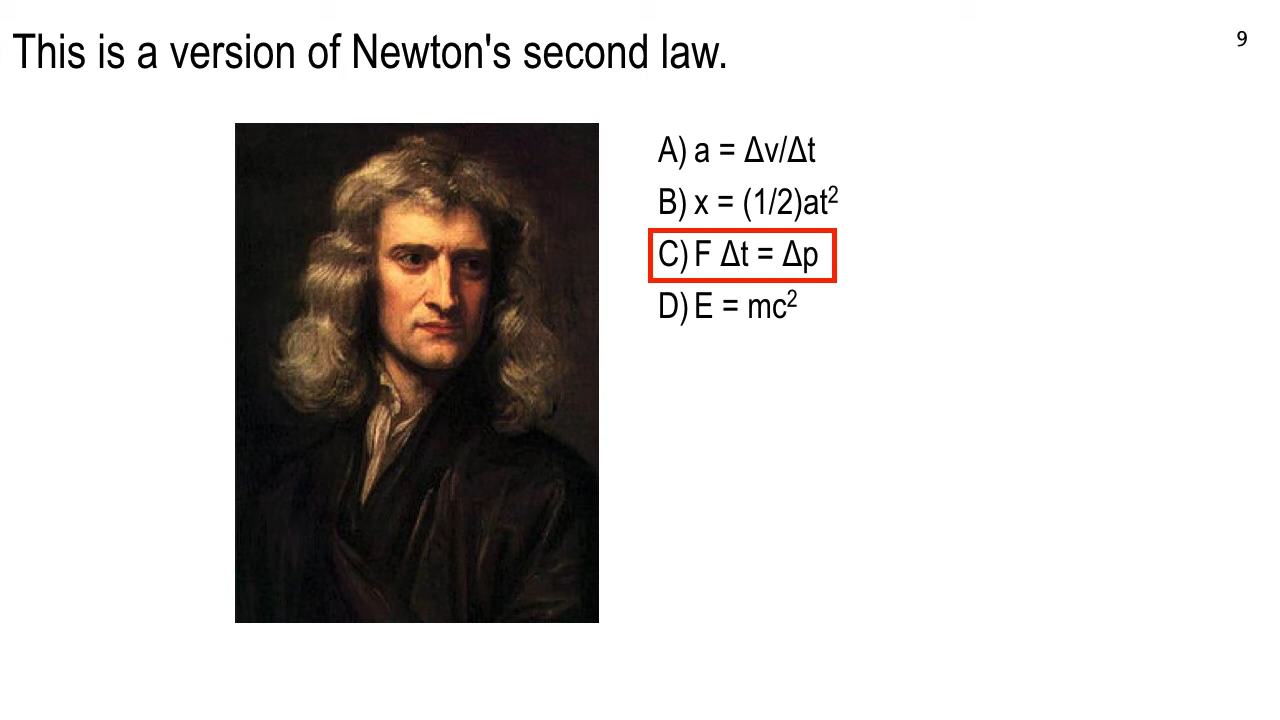 This is a version of Newton's second law.
9
A) a = Δv/Δt
B) x = (1/2)at²
C) F Δt = Δp
D) E = mc²